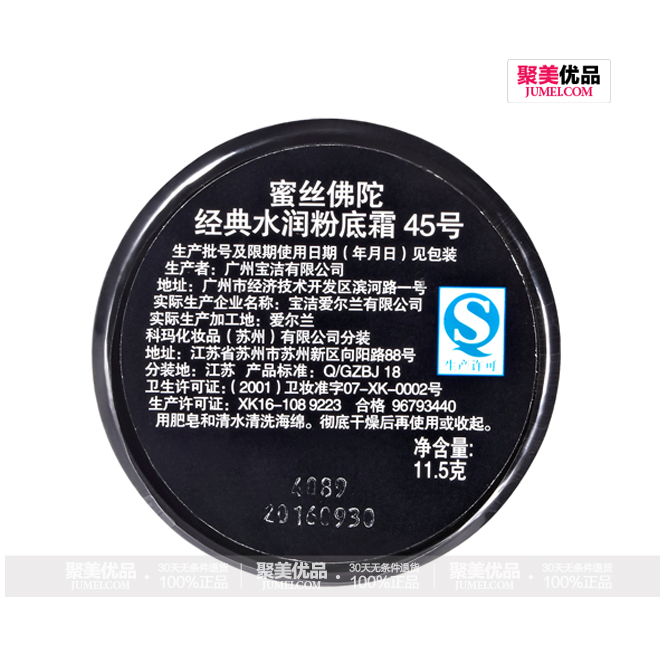 聚美优品
JUMEI.COM
蜜丝佛陀
经典水润粉底霜 45号
生产批号及限期使用日期（年月日）见包装
生产者：广州宝洁有限公司
地址：广州市经济技术开发区滨河路一号
实际生产企业名称：宝洁爱尔兰有限公司
实际生产加工地：爱尔兰
科玛化妆品（苏州）有限公司分装
地址：江苏省苏州市苏州新区向阳路88号
分装地：江苏 产品标准：Q/GZBJ 18
卫生许可证：(2001) 卫妆准字07-XK-0002号
生产许可证：XK16-108 9223 合格 96793440
用肥皂和清水清洗海绵。彻底干燥后再使用或收起。
生产许可
净含量:
11.5克
4089
20160930
聚美优品 30天无条件退货 聚美优品 30天无条件退货 聚美优品 30天无条件退货
JUMEI.COM 100%正品 JUMEI.COM 100%正品 JUMEI.COM 100%正品